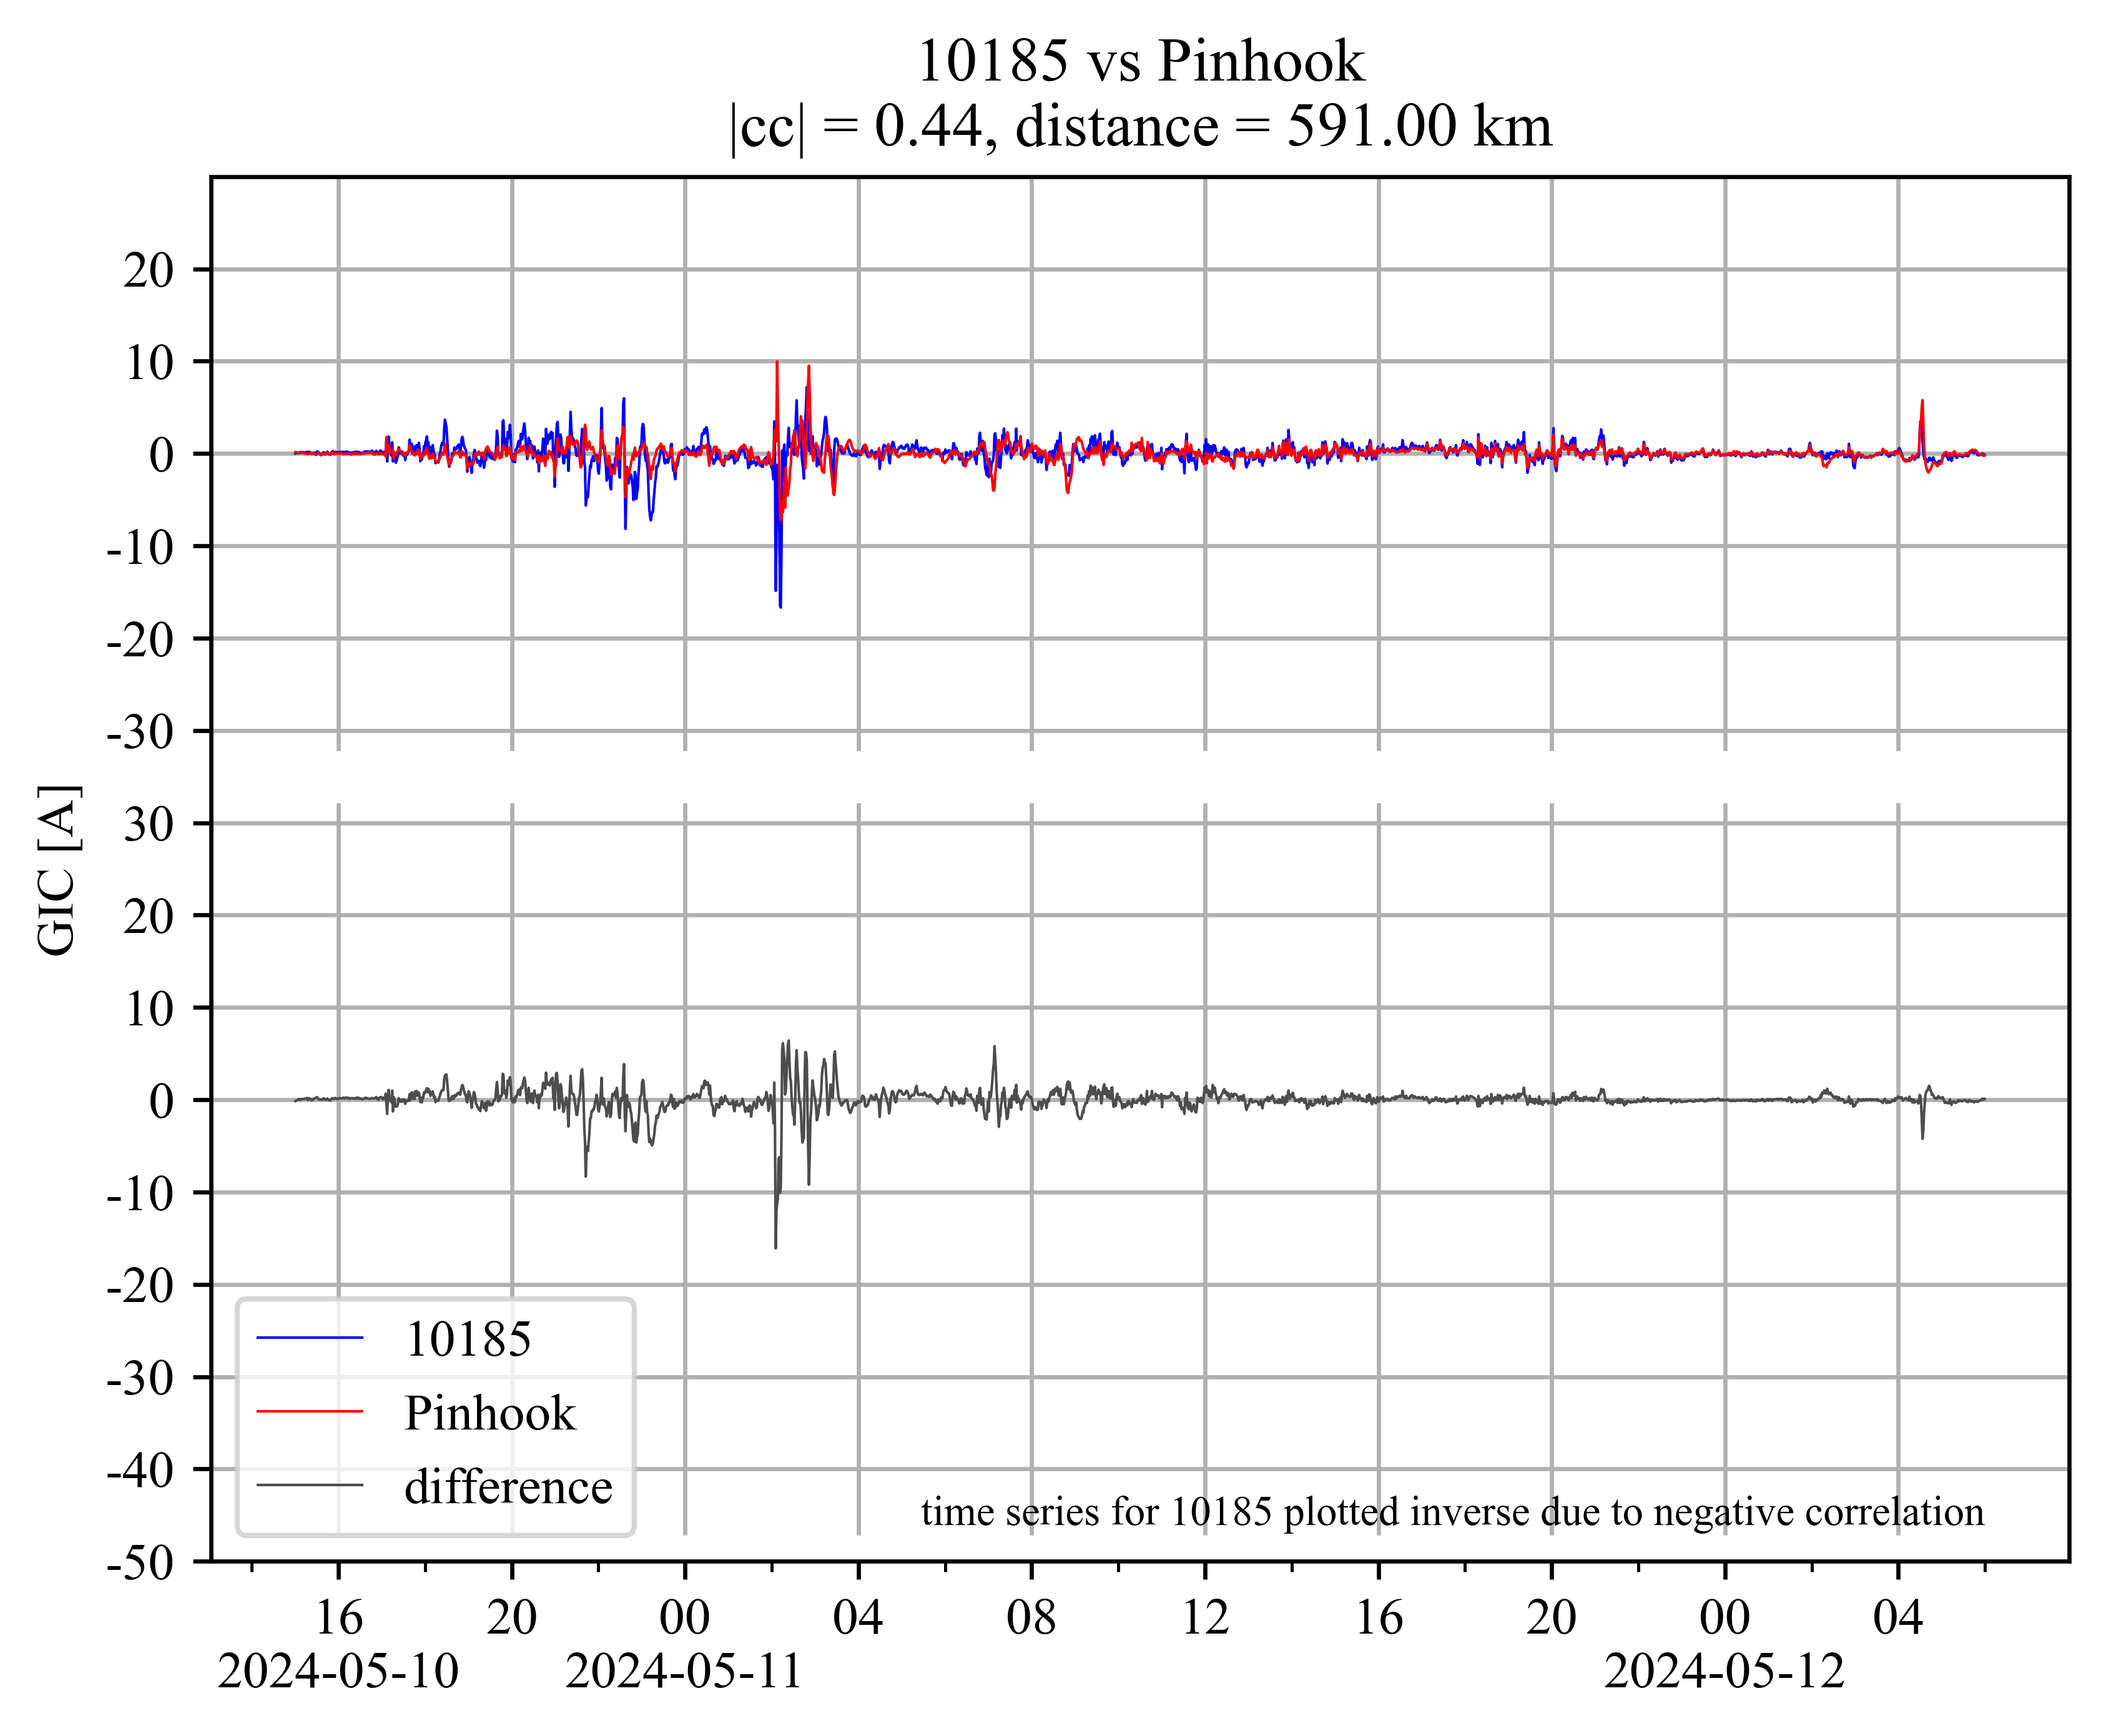 10185 vs Pinhook
|cc| = 0.44, distance = 591.00 km
20
10
0
-10
-20
-30
30
20
10
0
-10
-20
-30
-40
-50
GIC [A]
10185
Pinhook
difference
time series for 10185 plotted inverse due to negative correlation
16 20 00 04 08 12 16 20 00 04
2024-05-10 2024-05-11 2024-05-12